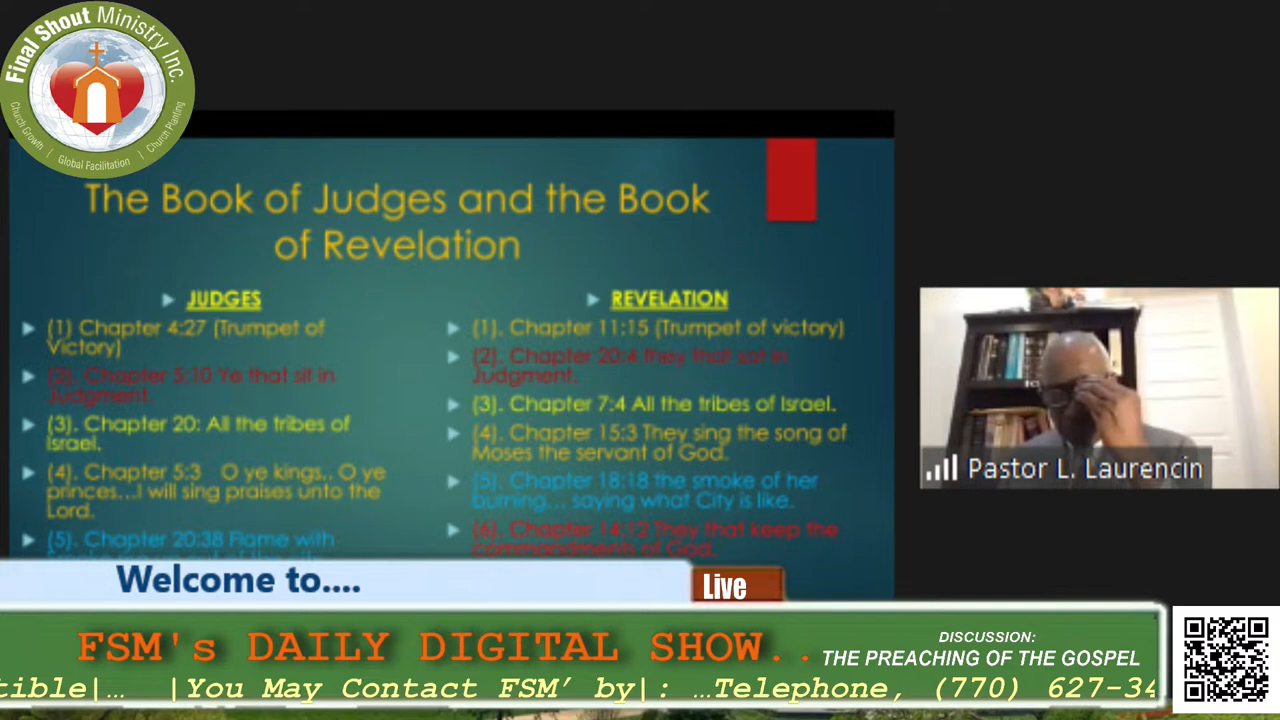 Final Shout Ministry Inc.
Church Growth | Global Facilitation | Church Planting
The Book of Judges and the Book
of Revelation
JUDGES
(1) Chapter 4:27 (Trumpet of
Victory)
(2). Chapter 5:10 Ye that sit in
Judgment.
(3). Chapter 20: All the tribes of
Israel.
(4). Chapter 5:3 O ye kings.. O ye
princes...I will sing praises unto the
Lord.
(5). Chapter 20:38 Flame with
REVELATION
(1). Chapter 11:15 (Trumpet of victory)
(2). Chapter 20:4 they that sat in
Judgment.
(3). Chapter 7:4 All the tribes of Israel.
(4). Chapter 15:3 They sing the song of
Moses the servant of God.
(5). Chapter 18:18 the smoke of her
burning... saying what City is like.
(6). Chapter 14:12 They that keep the
commandments of God.
Pastor L. Laurencin
Welcome to....
Live
FSM's DAILY DIGITAL SHOW..
DISCUSSION:
THE PREACHING OF THE GOSPEL
tible|… |You May Contact FSM’ by|: …Telephone, (770) 627-34